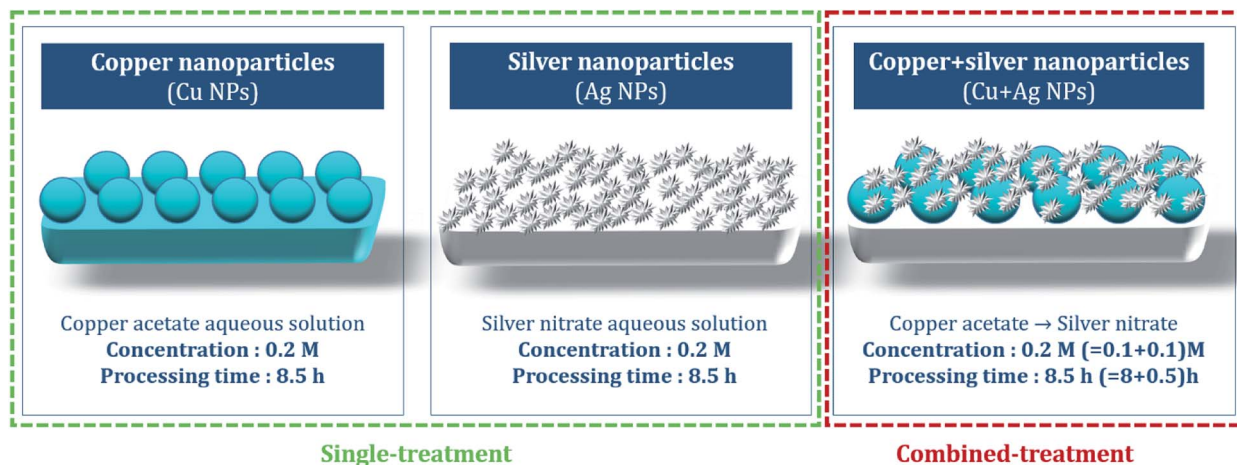 Copper nanoparticles
(Cu NPs)
Copper acetate aqueous solution
Concentration : 0.2 M
Processing time : 8.5 h
Silver nanoparticles
(Ag NPs)
Silver nitrate aqueous solution
Concentration : 0.2 M
Processing time : 8.5 h
Copper+silver nanoparticles
(Cu+Ag NPs)
Copper acetate → Silver nitrate
Concentration : 0.2 M (=0.1+0.1)M
Processing time : 8.5 h (=8+0.5)h
Single-treatment
Combined-treatment